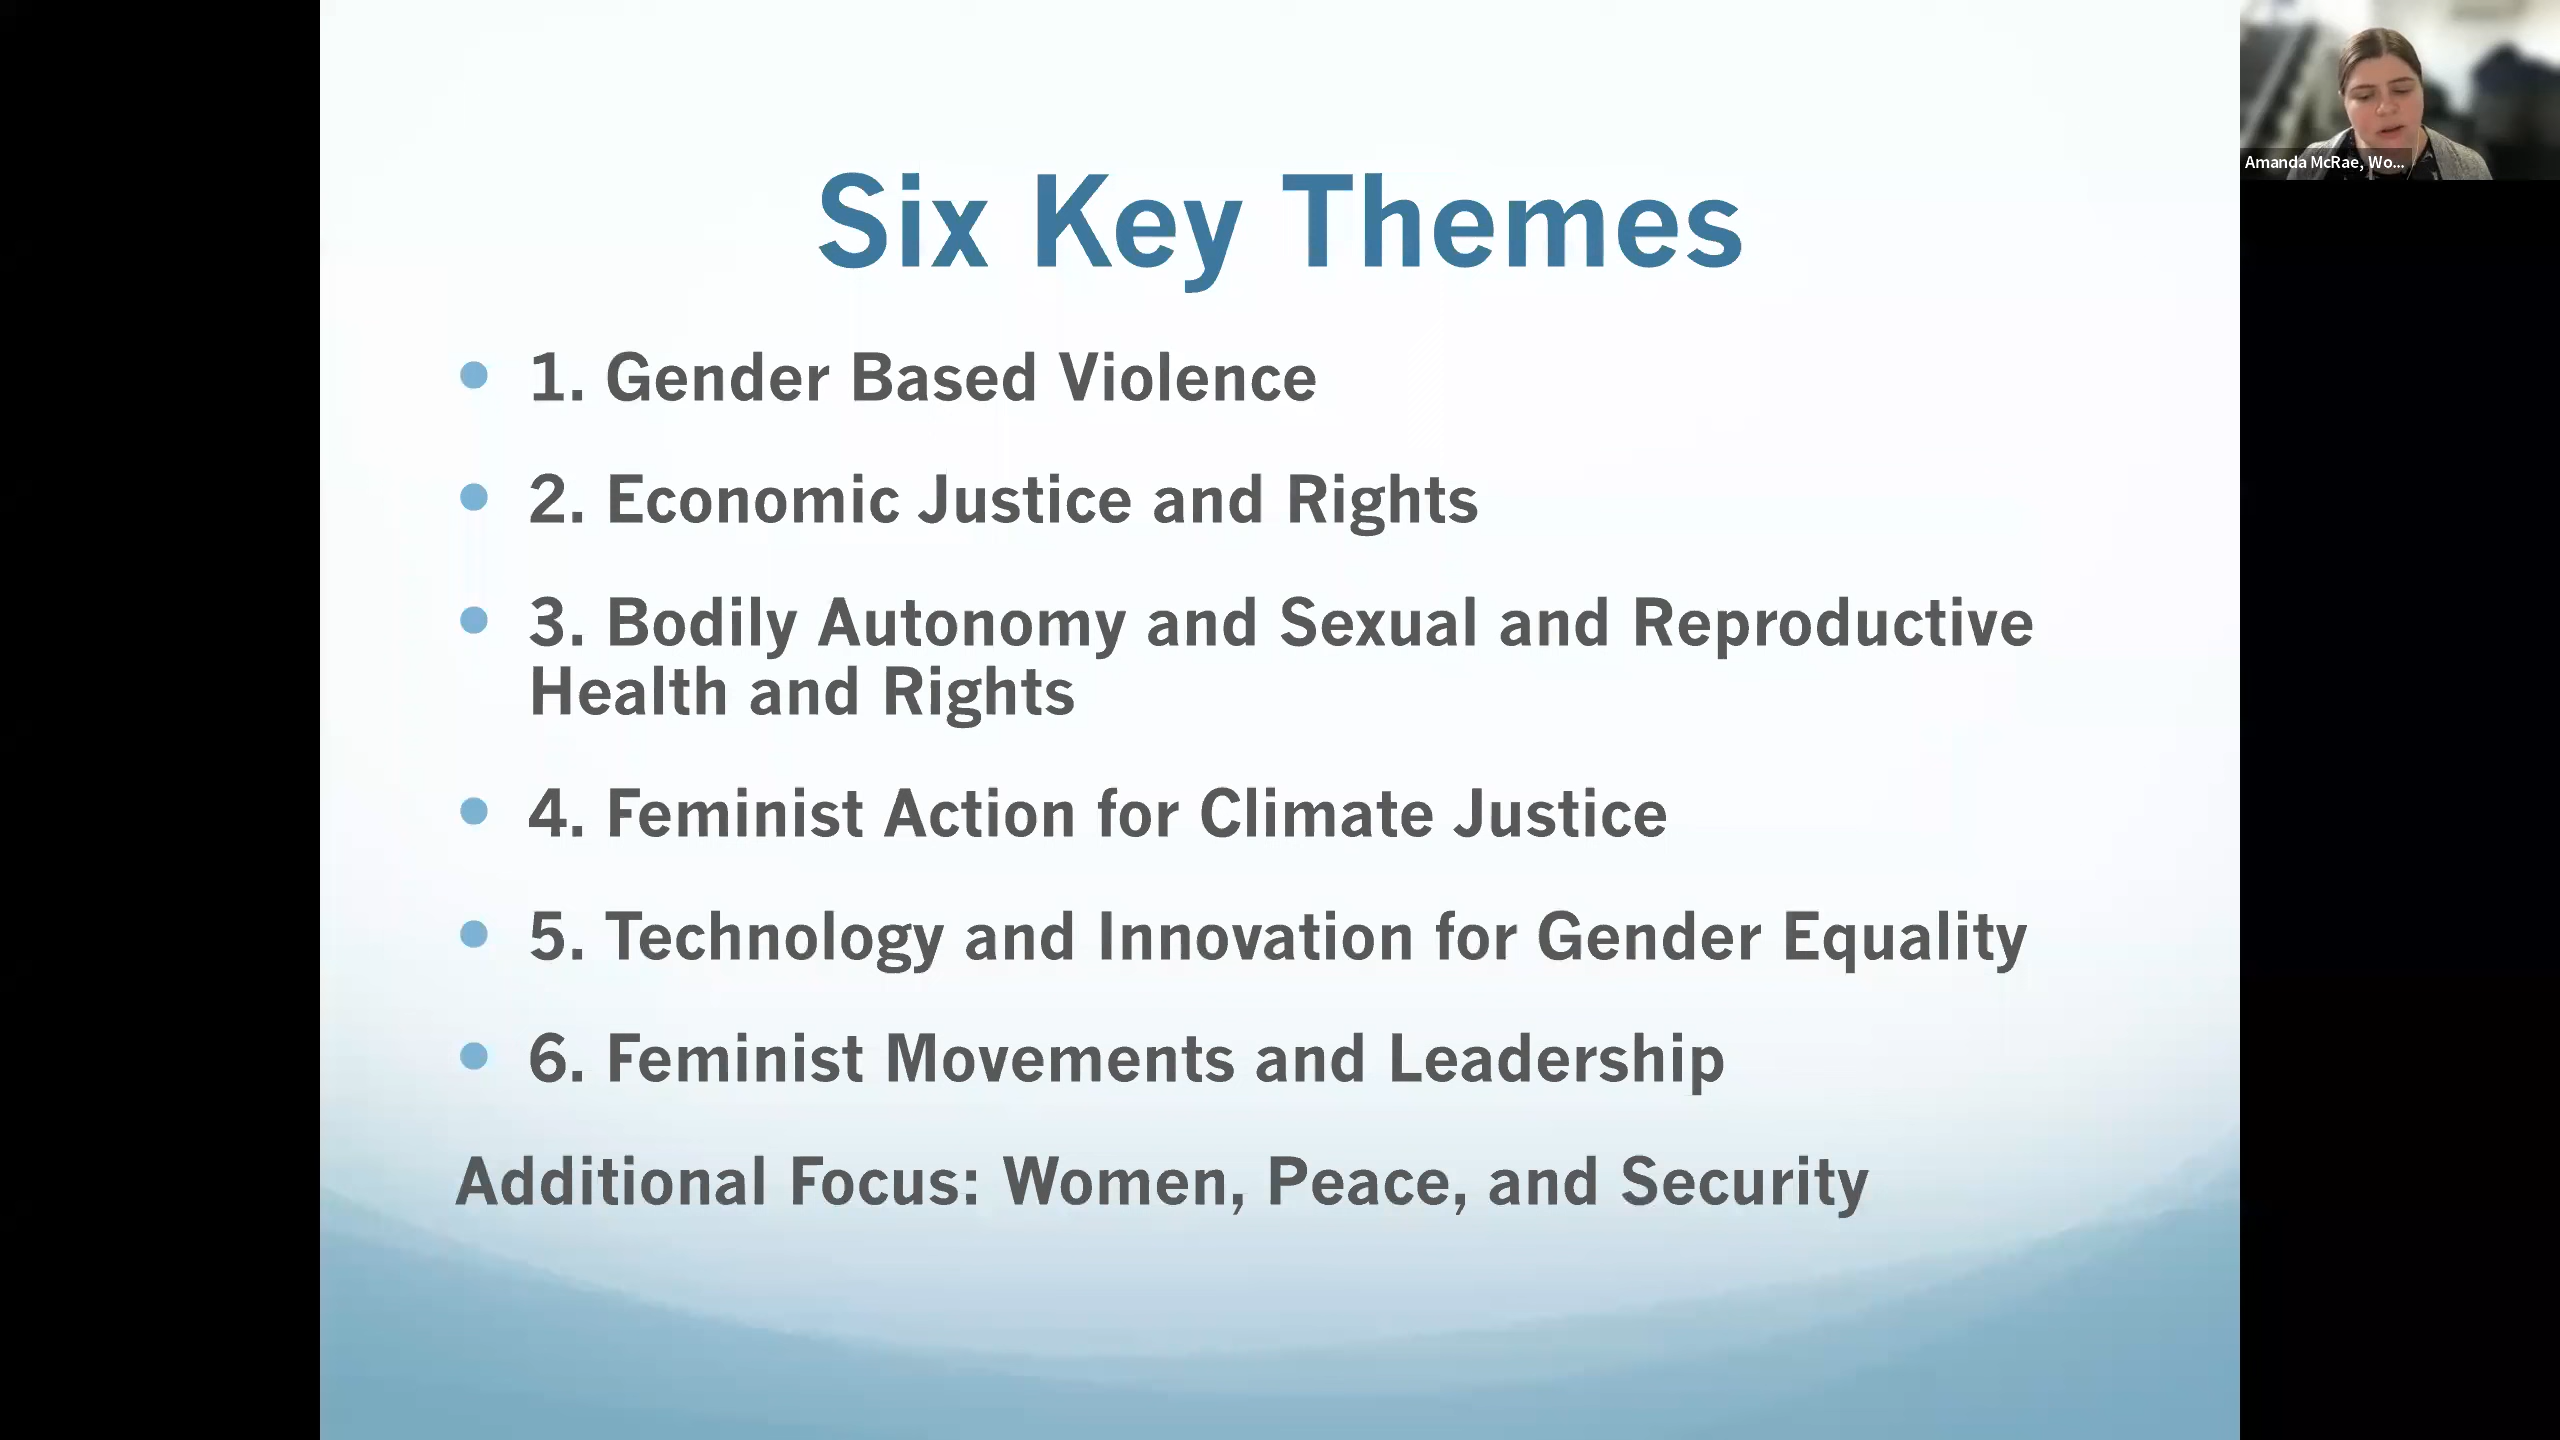 Six Key Themes
Amanda McRae, Wo...
• 1. Gender Based Violence
• 2. Economic Justice and Rights
• 3. Bodily Autonomy and Sexual and Reproductive
Health and Rights
• 4. Feminist Action for Climate Justice
• 5. Technology and Innovation for Gender Equality
• 6. Feminist Movements and Leadership
Additional Focus: Women, Peace, and Security